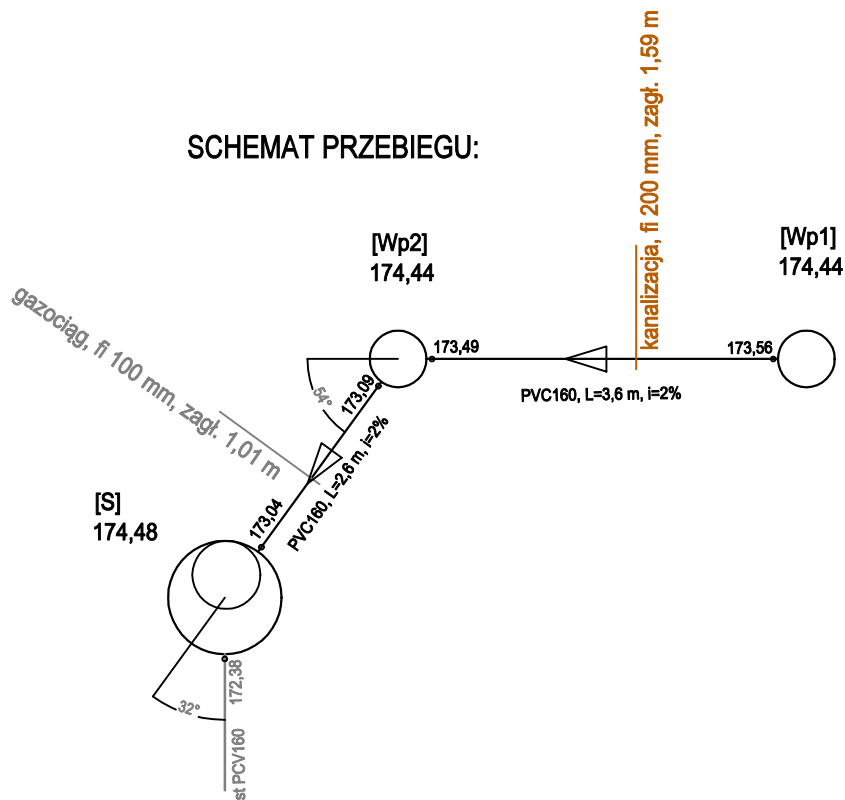 kanalizacja, fi 200 mm, zagł. 1,59 m
SCHEMAT PRZEBIEGU:
[Wp2]
174,44
[Wp1]
174,44
gazociąg, fi 100 mm, zagł. 1,01 m
173,49
173,56
PVC160, L=3,6 m, i=2%
54°
173,09
PVC160, L=2,6 m, i=2%
173,04
[S]
174,48
172,38
32°
st PCV160